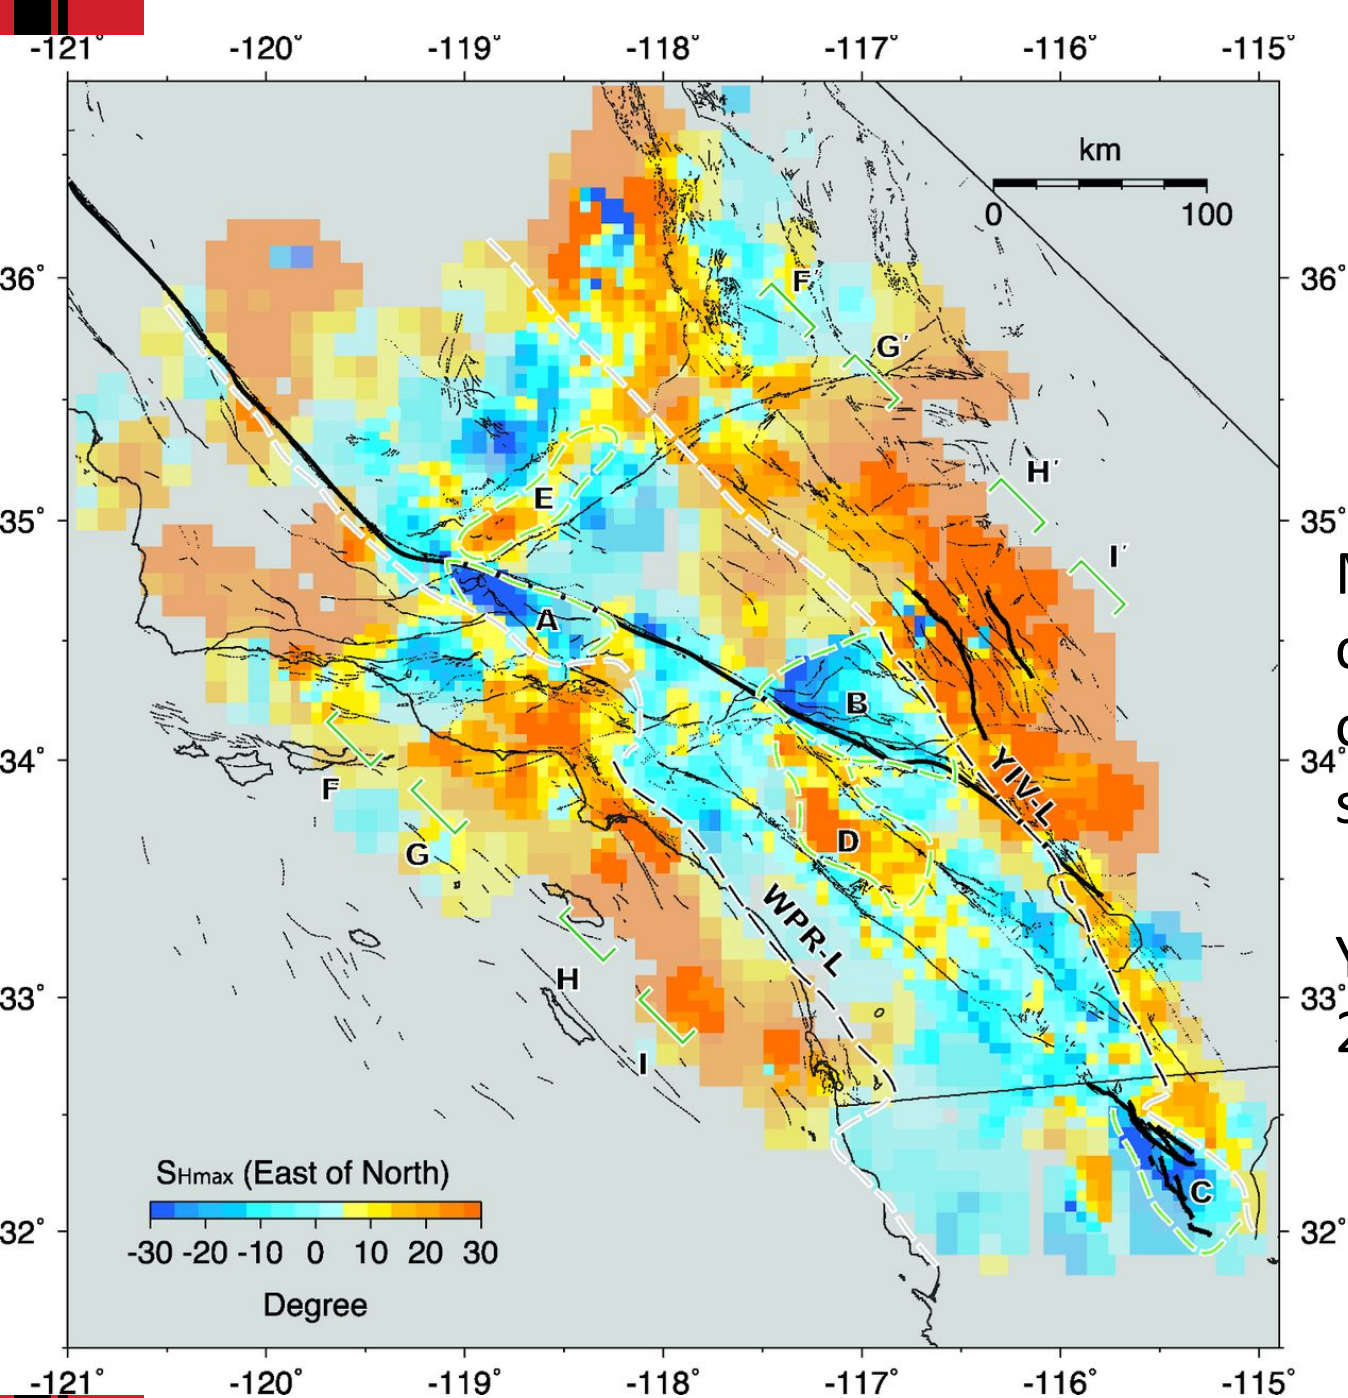 -121° -120° -119° -118° -117° -116° -115°
km
0 100
36° 36°
F′
G′
H′
35° 35°
E
I′
A
B
34° 34°
YIV-L
F
D
G
WPR-L
H
33° 33°
I
SHmax (East of North)
C
32° 32°
-30 -20 -10 0 10 20 30
Degree
-121° -120° -119° -118° -117° -116° -115°